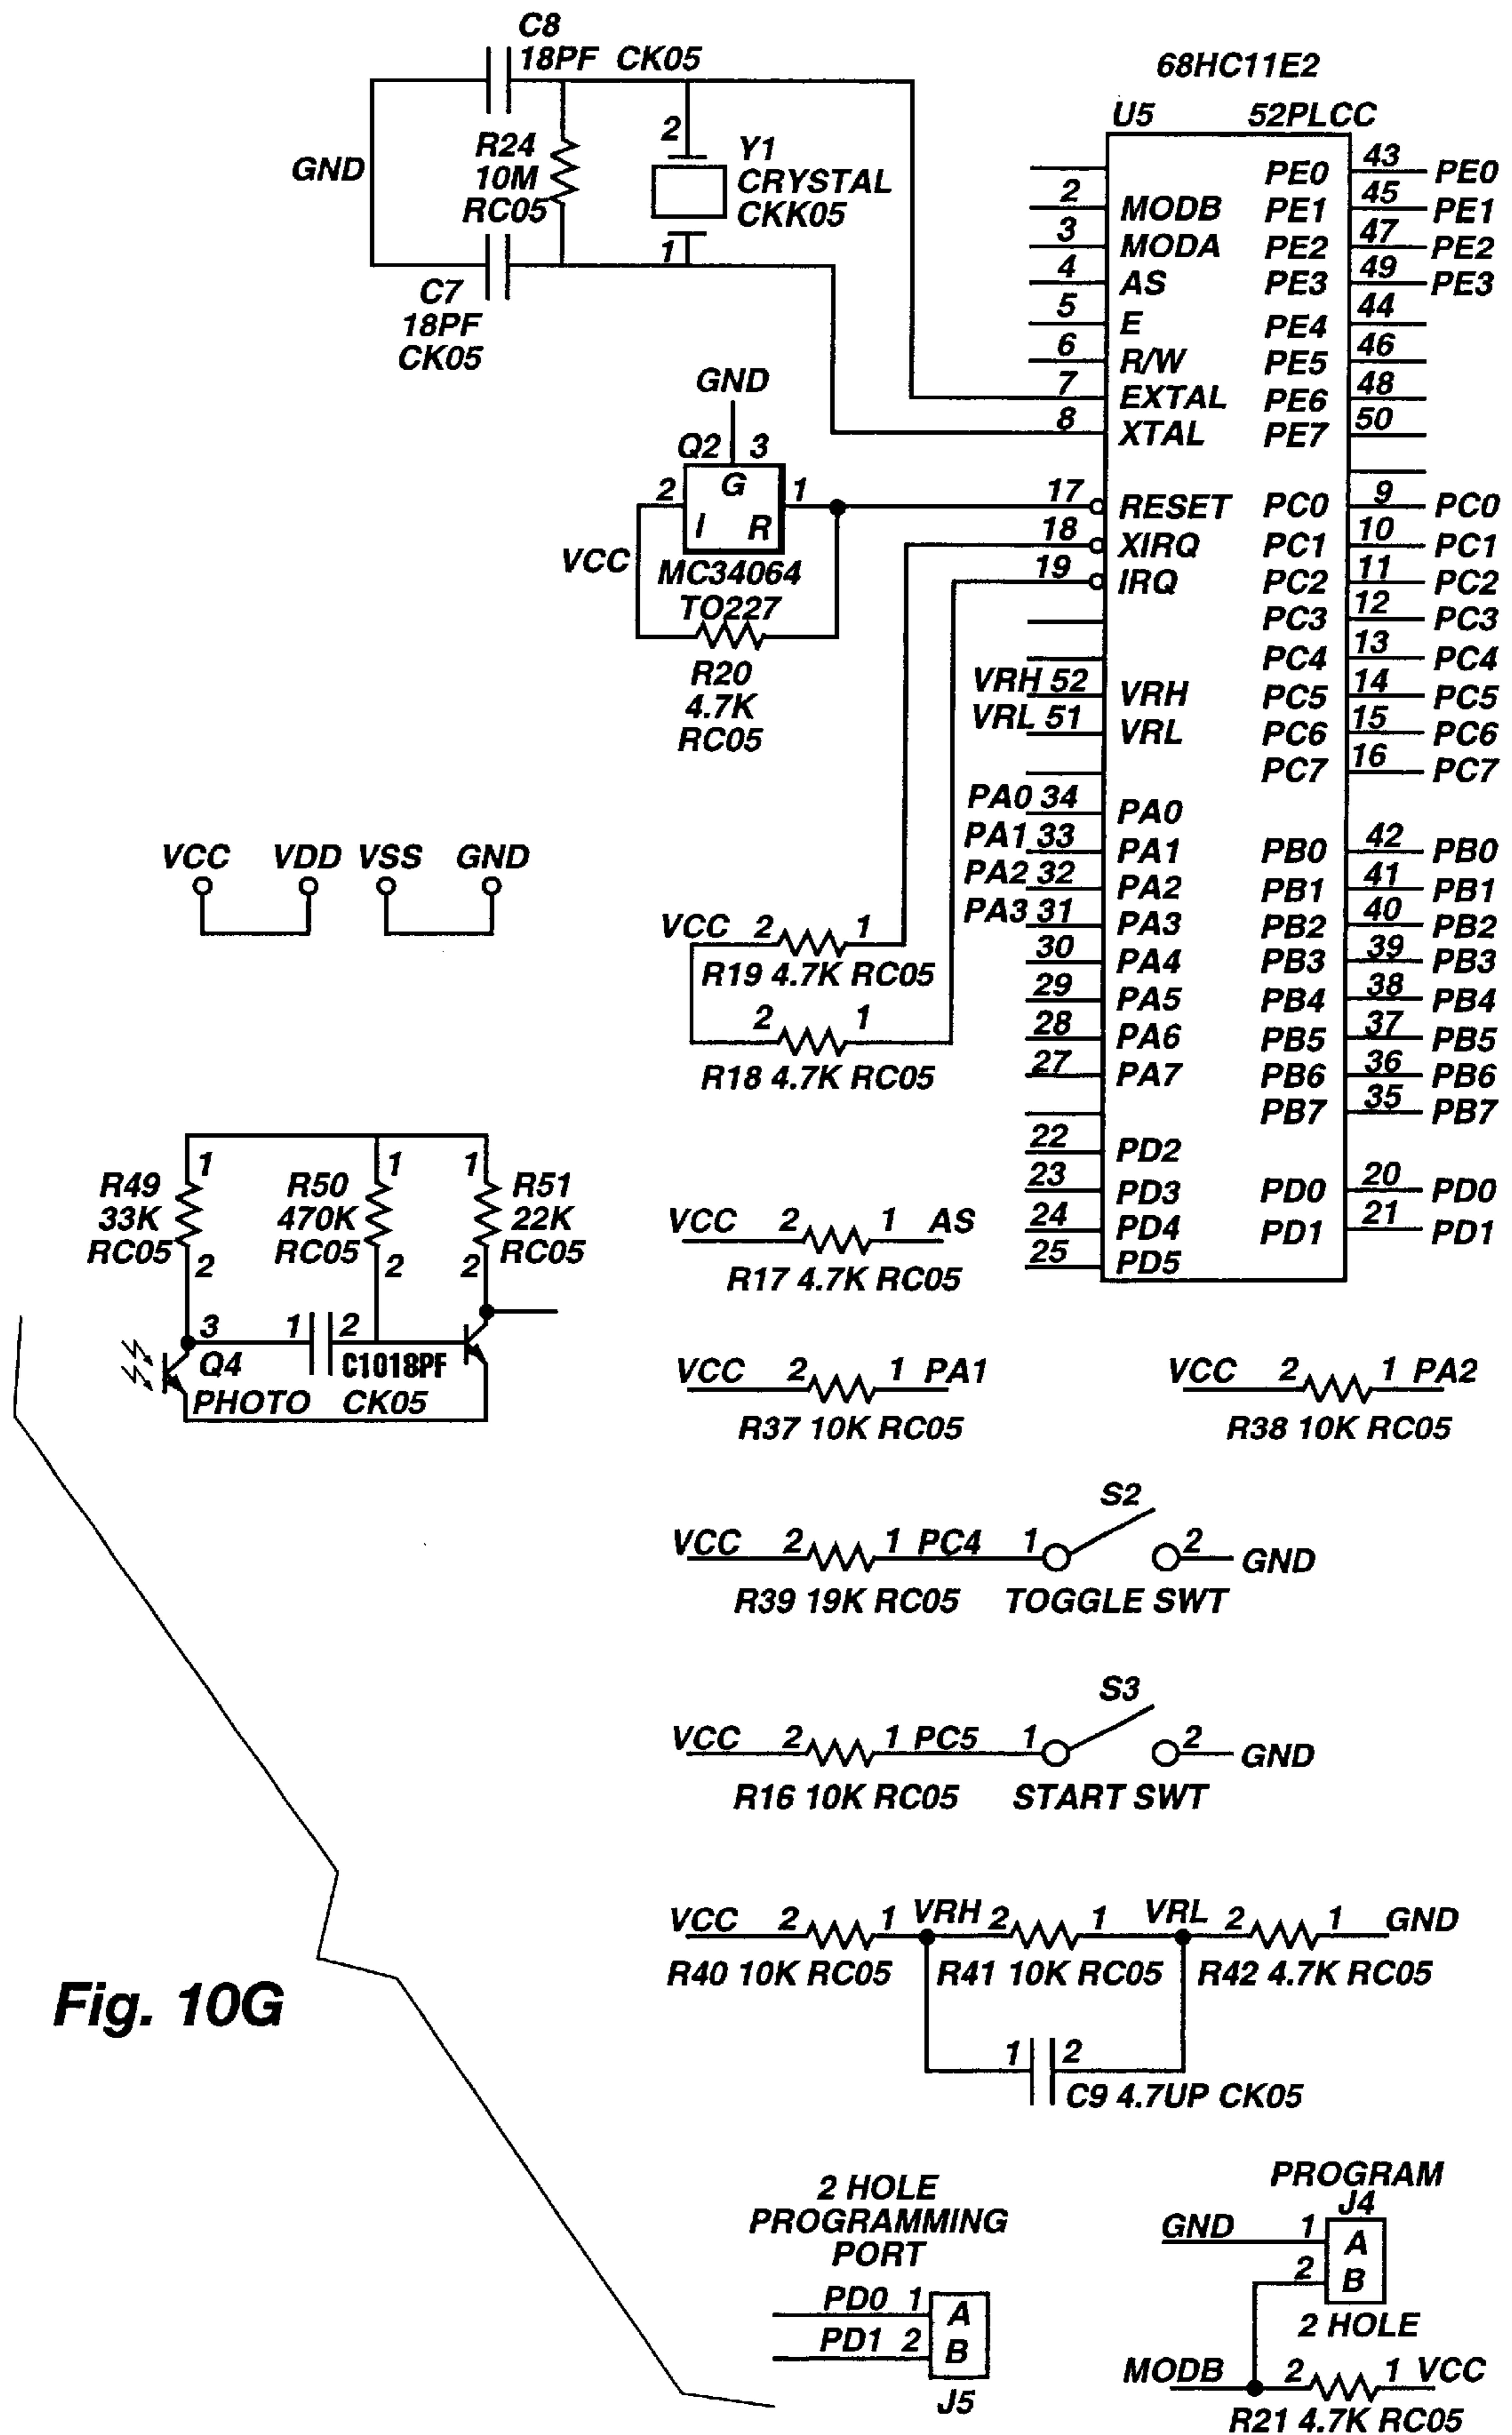 C8
18PF CK05
GND
R24
10M
RC05
2
Y1
CRYSTAL
CKK05
1
C7
18PF
CK05
68HC11E2
U5 52PLCC
PE0 43 PE0
2 MODB PE1 45 PE1
3 MODA PE2 47 PE2
4 AS PE3 49 PE3
5 E PE4 44
6 R/W PE5 46
7 EXTAL PE6 48
8 XTAL PE7 50
17 RESET PC0 9 PC0
18 XIRQ PC1 10 PC1
19 IRQ PC2 11 PC2
PC3 12 PC3
PC4 13 PC4
VRH 52 VRH PC5 14 PC5
VRL 51 VRL PC6 15 PC6
PC7 16 PC7
PA0 34 PA0
PA1 33 PA1 PB0 42 PB0
PA2 32 PA2 PB1 41 PB1
PA3 31 PA3 PB2 40 PB2
30 PA4 PB3 39 PB3
29 PA5 PB4 38 PB4
28 PA6 PB5 37 PB5
27 PA7 PB6 36 PB6
PB7 35 PB7
22 PD2
23 PD3 PD0 20 PD0
24 PD4 PD1 21 PD1
25 PD5
GND
Q2 3
2 G 1
I R
VCC
MC34064
TO227
R20
4.7K
RC05
VCC VDD VSS GND
VCC 2 1
R19 4.7K RC05
2 1
R18 4.7K RC05
1 1 1
R49 R50 R51
33K 470K 22K
RC05 RC05 RC05
2 2 2
3 1 2
Q4 C1018PF
PHOTO CK05
VCC 2 1 AS
R17 4.7K RC05
VCC 2 1 PA1
R37 10K RC05
VCC 2 1 PA2
R38 10K RC05
S2
VCC 2 1 PC4 1 2 GND
R39 19K RC05 TOGGLE SWT
S3
VCC 2 1 PC5 1 2 GND
R16 10K RC05 START SWT
VCC 2 1 VRH 2 1 VRL 2 1 GND
R40 10K RC05 R41 10K RC05 R42 4.7K RC05
1 2
C9 4.7UP CK05
Fig. 10G
2 HOLE
PROGRAMMING
PORT
PD0 1 A
PD1 2 B
J5
PROGRAM
J4
GND 1 A
2 B
2 HOLE
MODB 2 1 VCC
R21 4.7K RC05